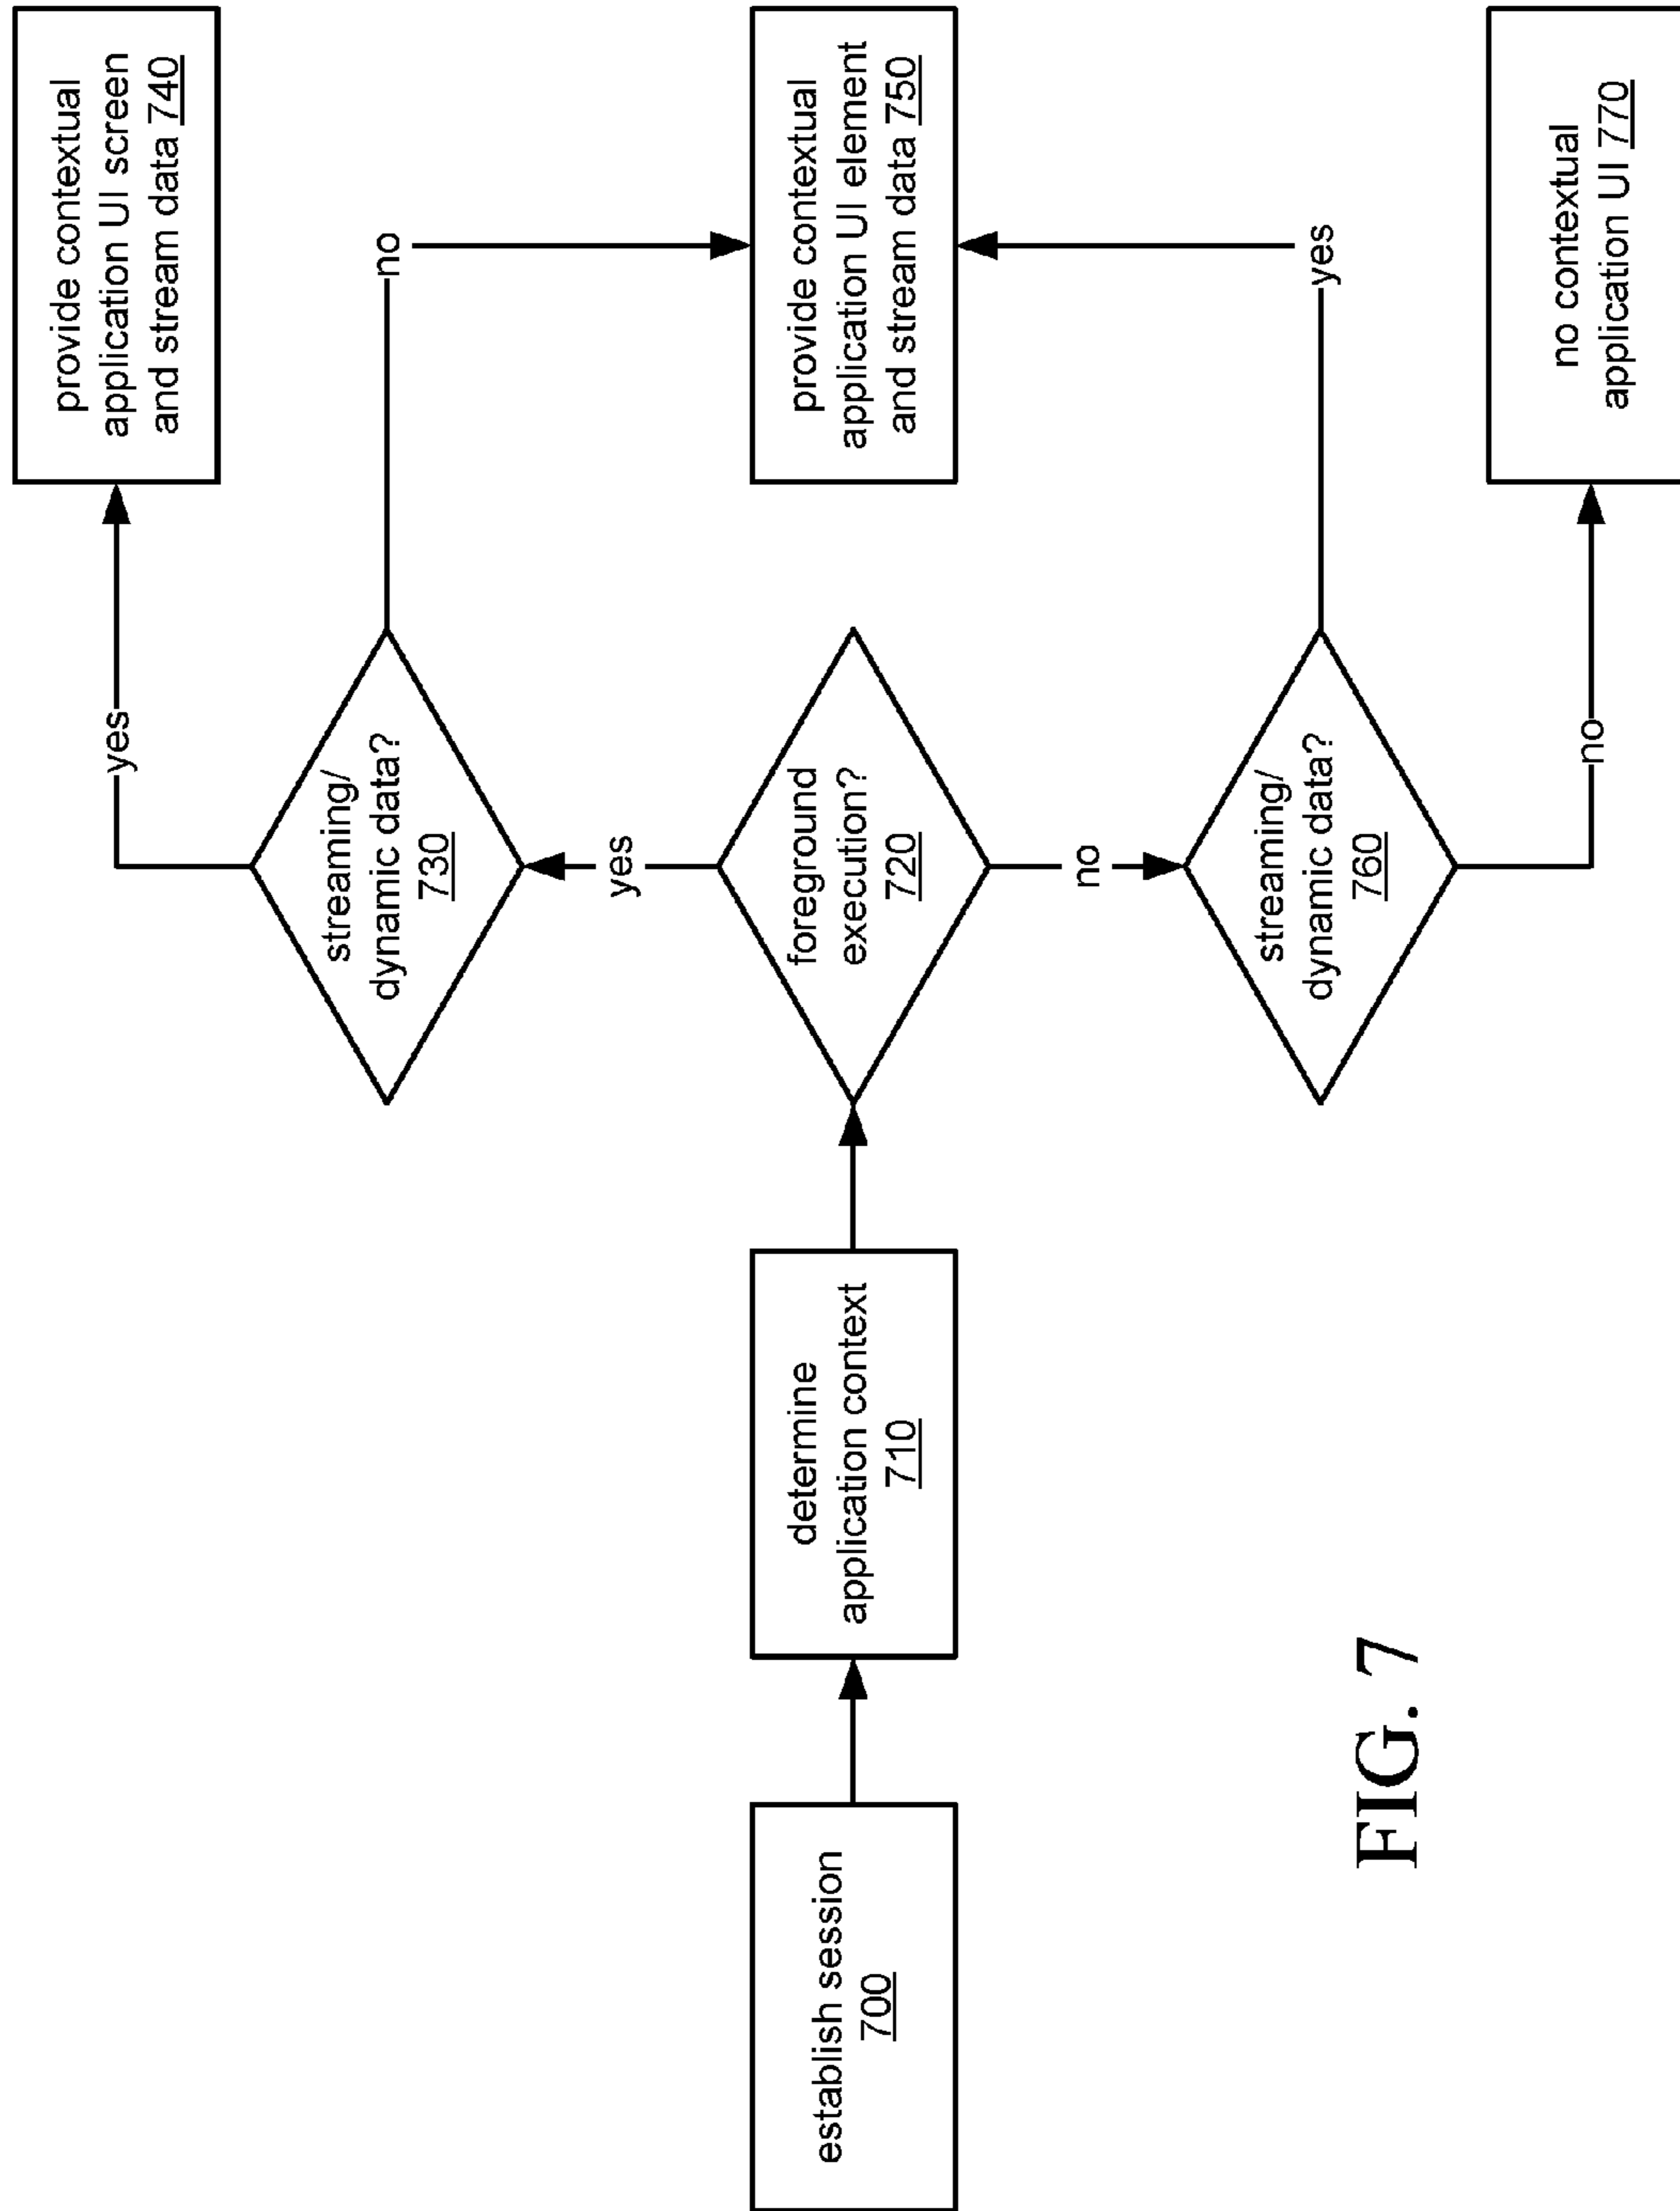 establish session
700
determine
application context
710
foreground
execution?
720
yes
no
streaming/
dynamic data?
730
yes
no
provide contextual
application UI screen
and stream data 740
provide contextual
application UI element
and stream data 750
streaming/
dynamic data?
760
yes
no
no contextual
application UI 770
FIG. 7